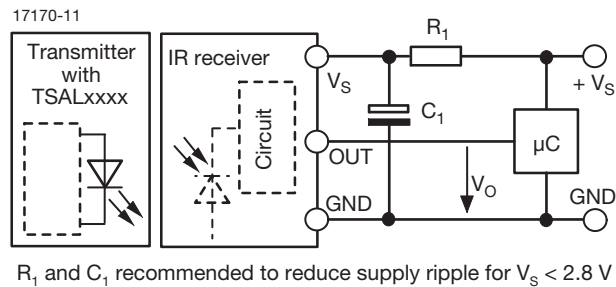 17170-11
Transmitter
with
TSALxxxx
IR receiver
Circuit
VS
OUT
GND
R1
C1
VO
µC
+ VS
GND
R1 and C1 recommended to reduce supply ripple for VS < 2.8 V